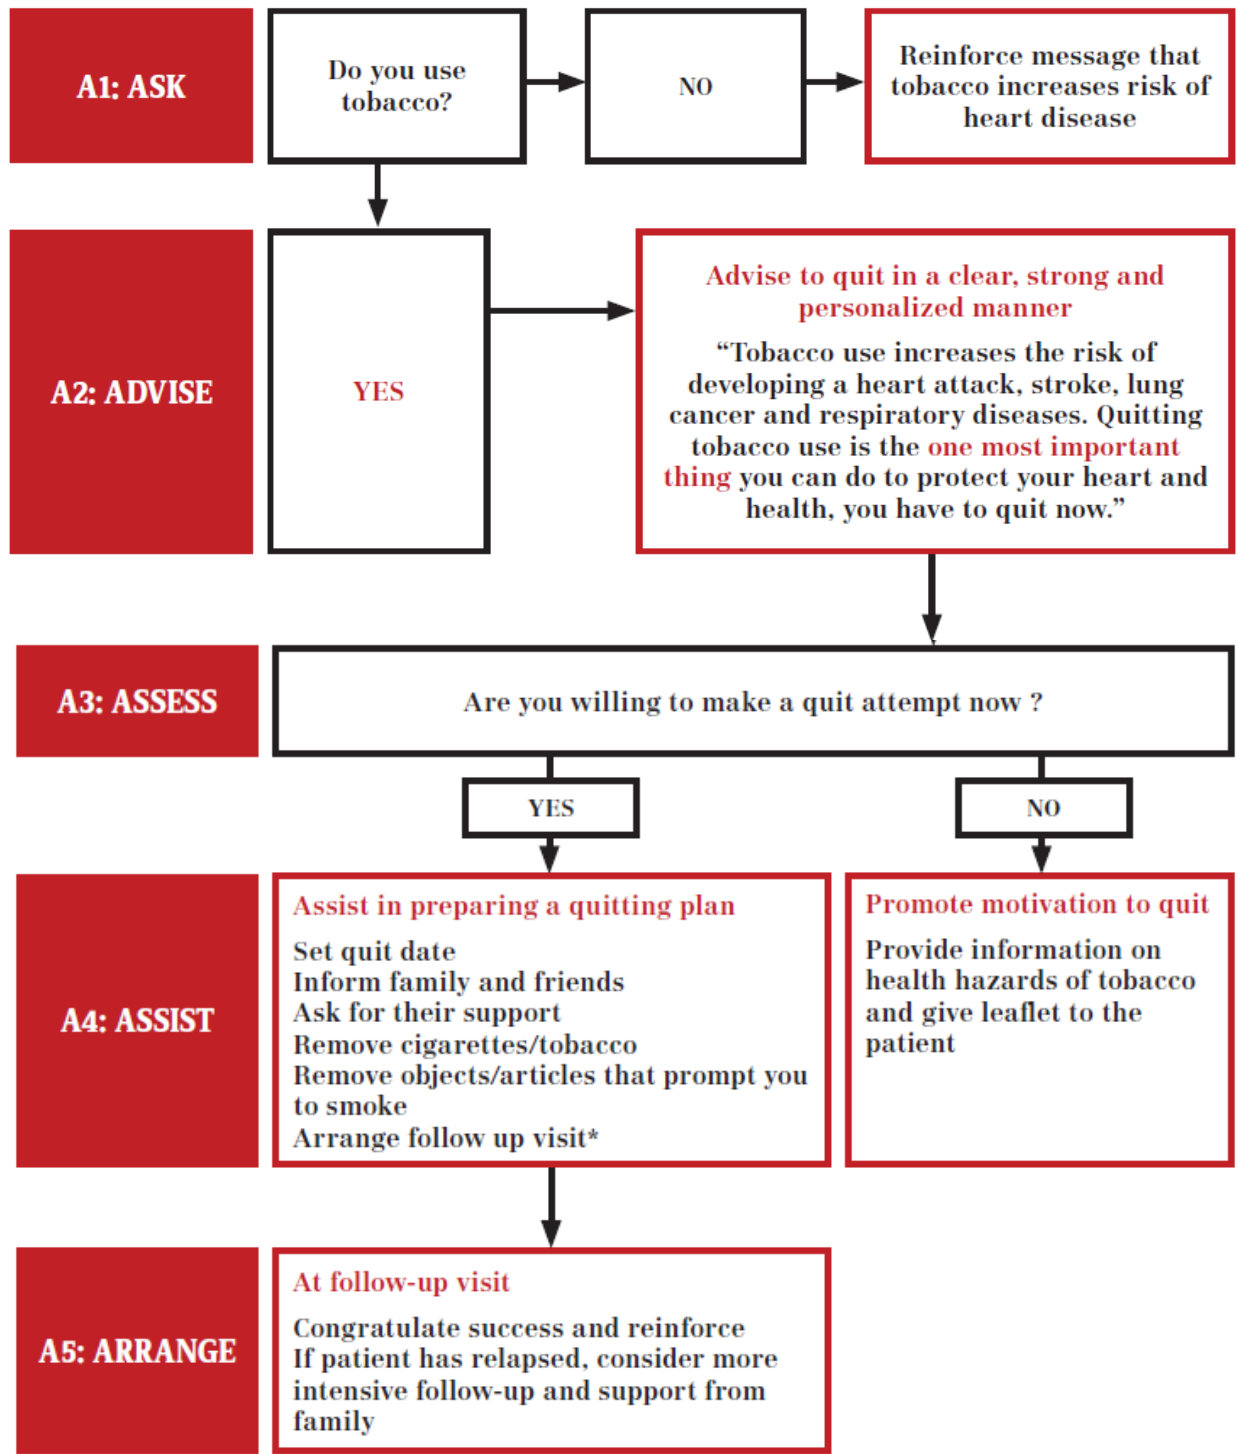 A1: ASK
Do you use
tobacco?
NO
Reinforce message that
tobacco increases risk of
heart disease
A2: ADVISE
YES
Advise to quit in a clear, strong and
personalized manner
“Tobacco use increases the risk of
developing a heart attack, stroke, lung
cancer and respiratory diseases. Quitting
tobacco use is the one most important
thing you can do to protect your heart and
health, you have to quit now.”
A3: ASSESS
Are you willing to make a quit attempt now ?
YES
NO
A4: ASSIST
Assist in preparing a quitting plan
Set quit date
Inform family and friends
Ask for their support
Remove cigarettes/tobacco
Remove objects/articles that prompt you
to smoke
Arrange follow up visit*
Promote motivation to quit
Provide information on
health hazards of tobacco
and give leaflet to the
patient
A5: ARRANGE
At follow-up visit
Congratulate success and reinforce
If patient has relapsed, consider more
intensive follow-up and support from
family